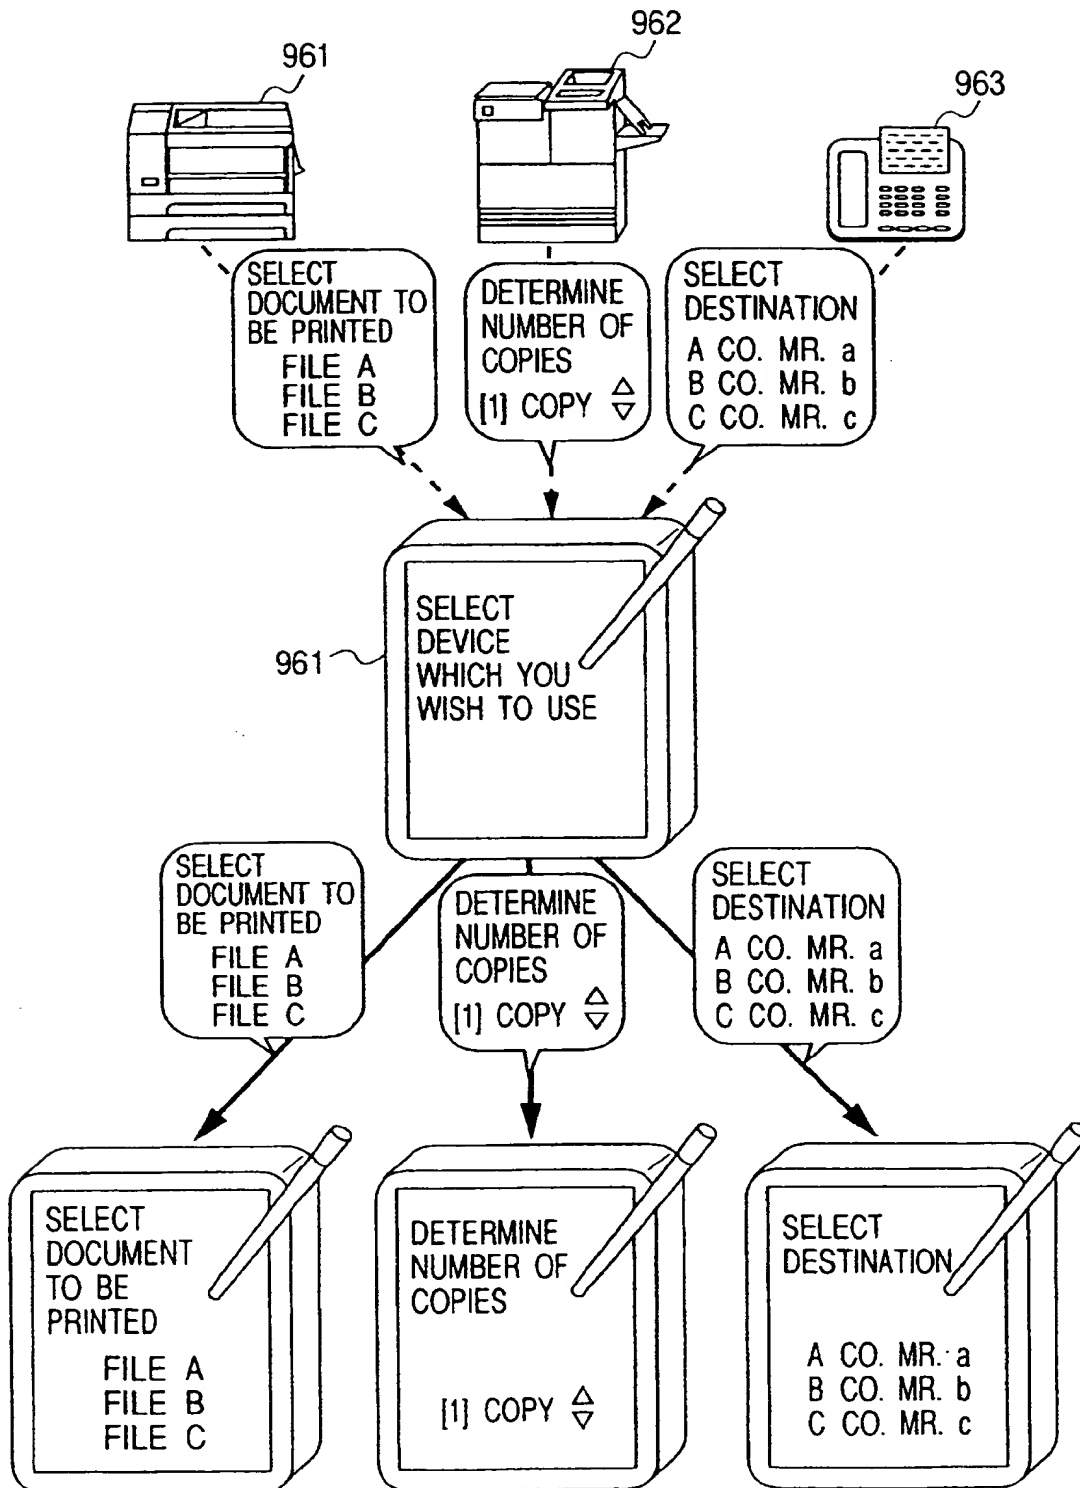 961
962
963
SELECT
DOCUMENT TO
BE PRINTED
FILE A
FILE B
FILE C
DETERMINE
NUMBER OF
COPIES
[1] COPY △▽
SELECT
DESTINATION
A CO. MR. a
B CO. MR. b
C CO. MR. c
961
SELECT
DEVICE
WHICH YOU
WISH TO USE
SELECT
DOCUMENT TO
BE PRINTED
FILE A
FILE B
FILE C
DETERMINE
NUMBER OF
COPIES
[1] COPY △▽
SELECT
DESTINATION
A CO. MR. a
B CO. MR. b
C CO. MR. c
SELECT
DOCUMENT
TO BE
PRINTED
FILE A
FILE B
FILE C
DETERMINE
NUMBER OF
COPIES
[1] COPY △▽
SELECT
DESTINATION
A CO. MR. a
B CO. MR. b
C CO. MR. c